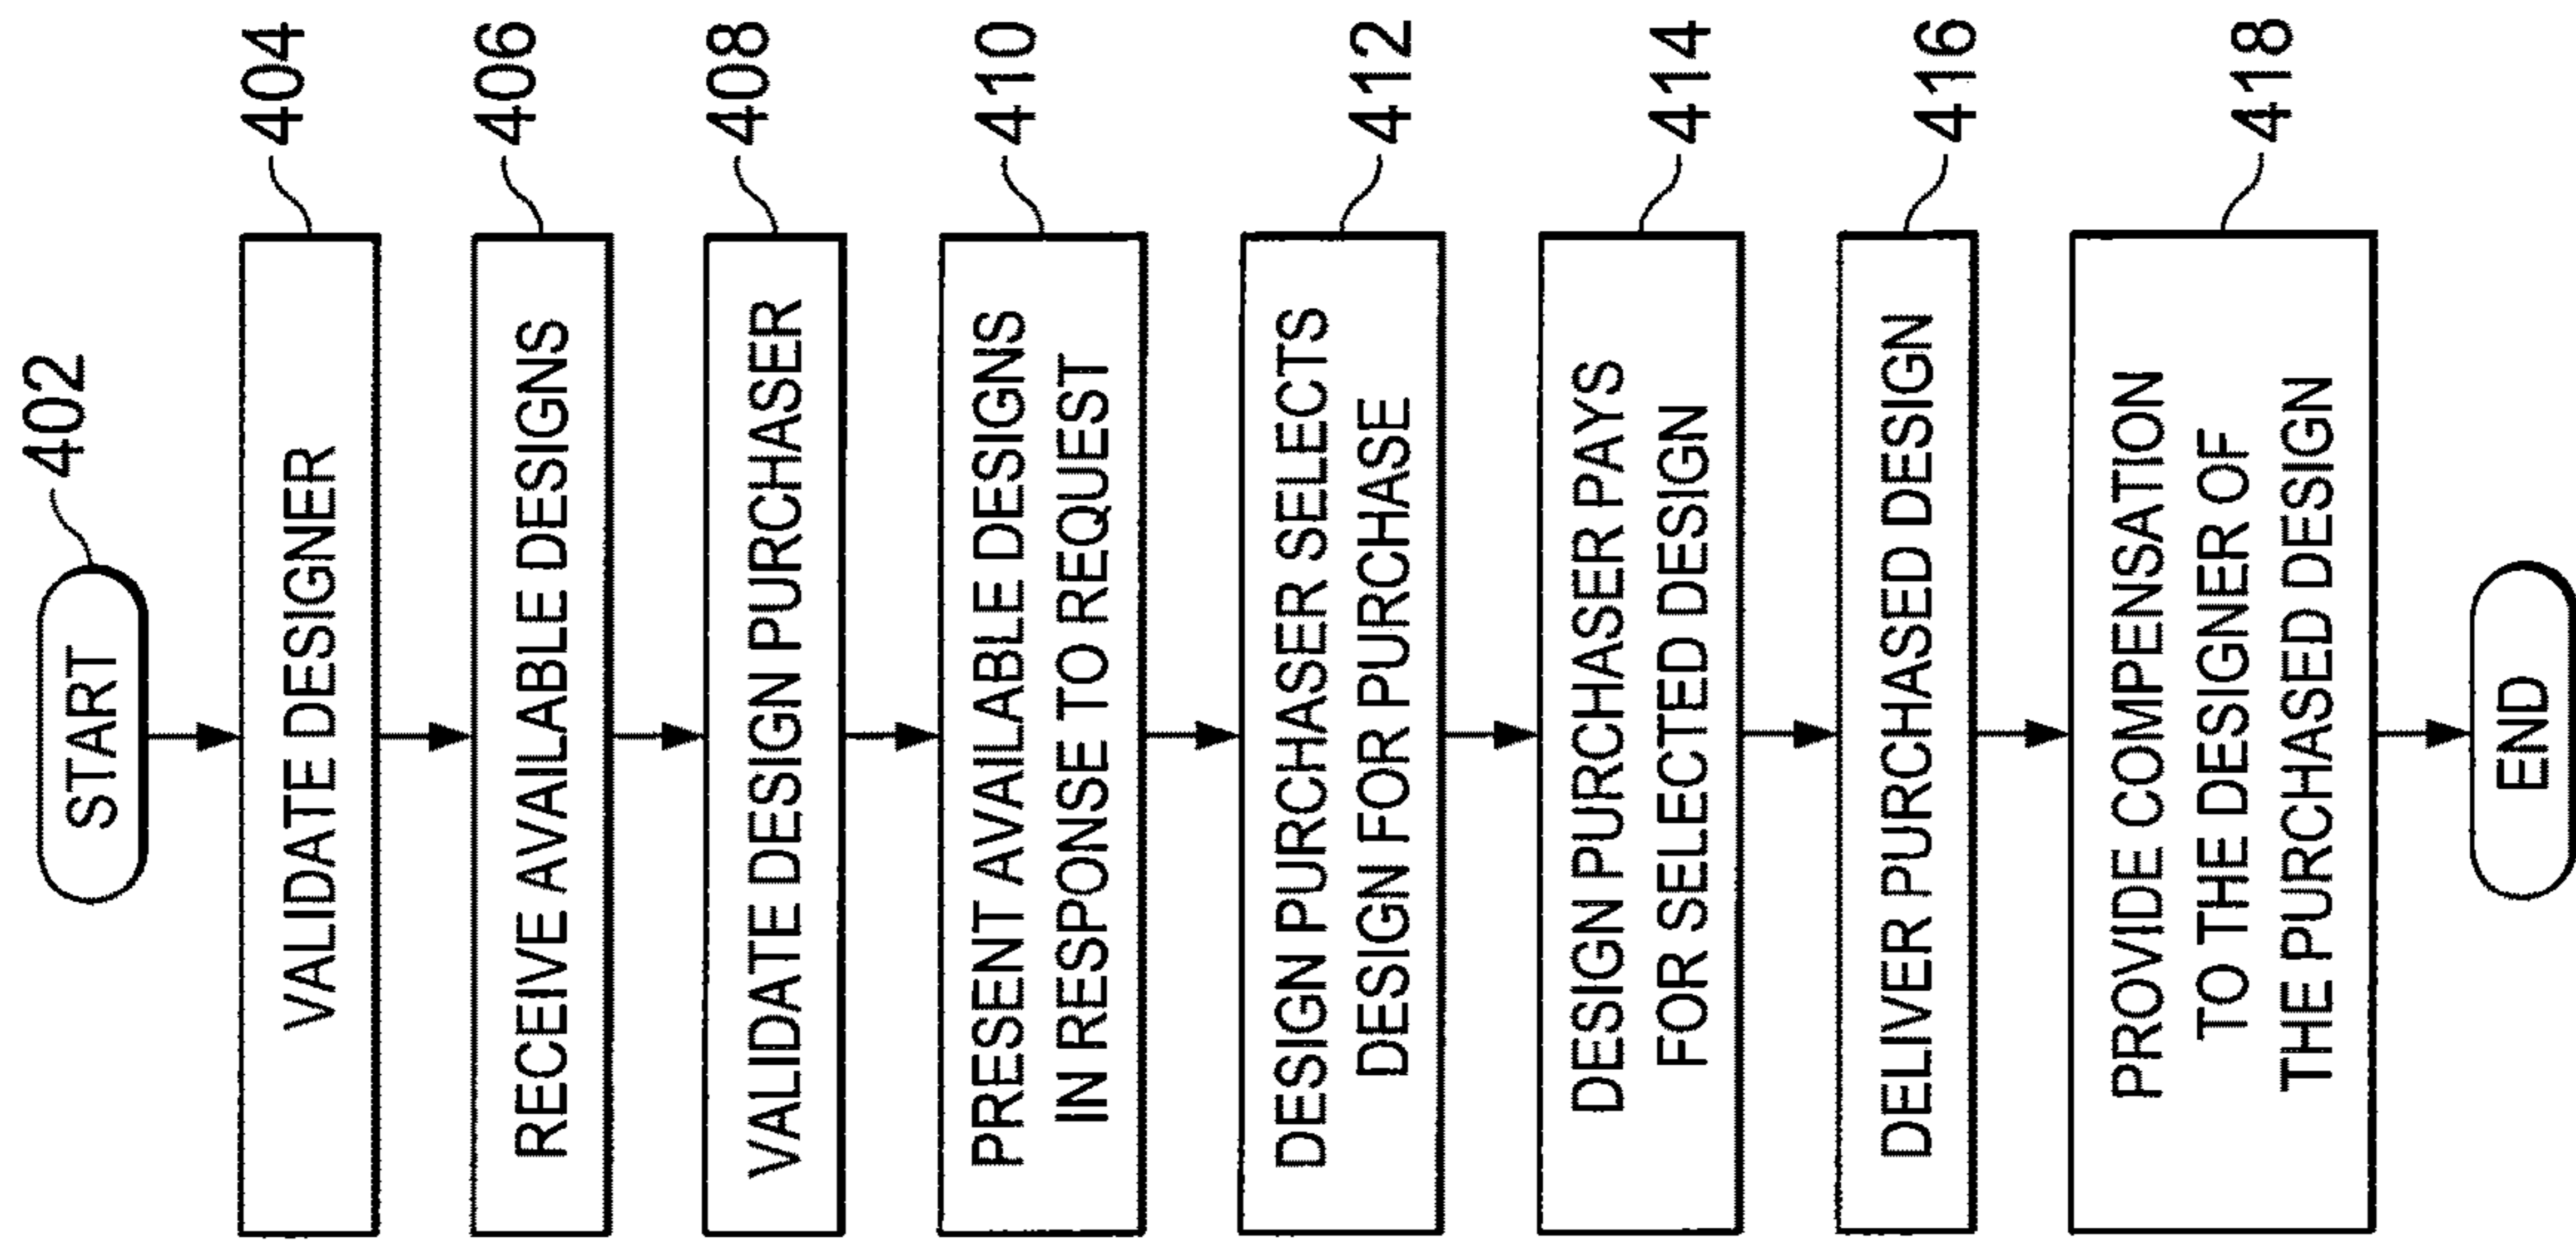 START
402
VALIDATE DESIGNER
404
RECEIVE AVAILABLE DESIGNS
406
VALIDATE DESIGN PURCHASER
408
PRESENT AVAILABLE DESIGNS
IN RESPONSE TO REQUEST
410
DESIGN PURCHASER SELECTS
DESIGN FOR PURCHASE
412
DESIGN PURCHASER PAYS
FOR SELECTED DESIGN
414
DELIVER PURCHASED DESIGN
416
PROVIDE COMPENSATION
TO THE DESIGNER OF
THE PURCHASED DESIGN
418
END